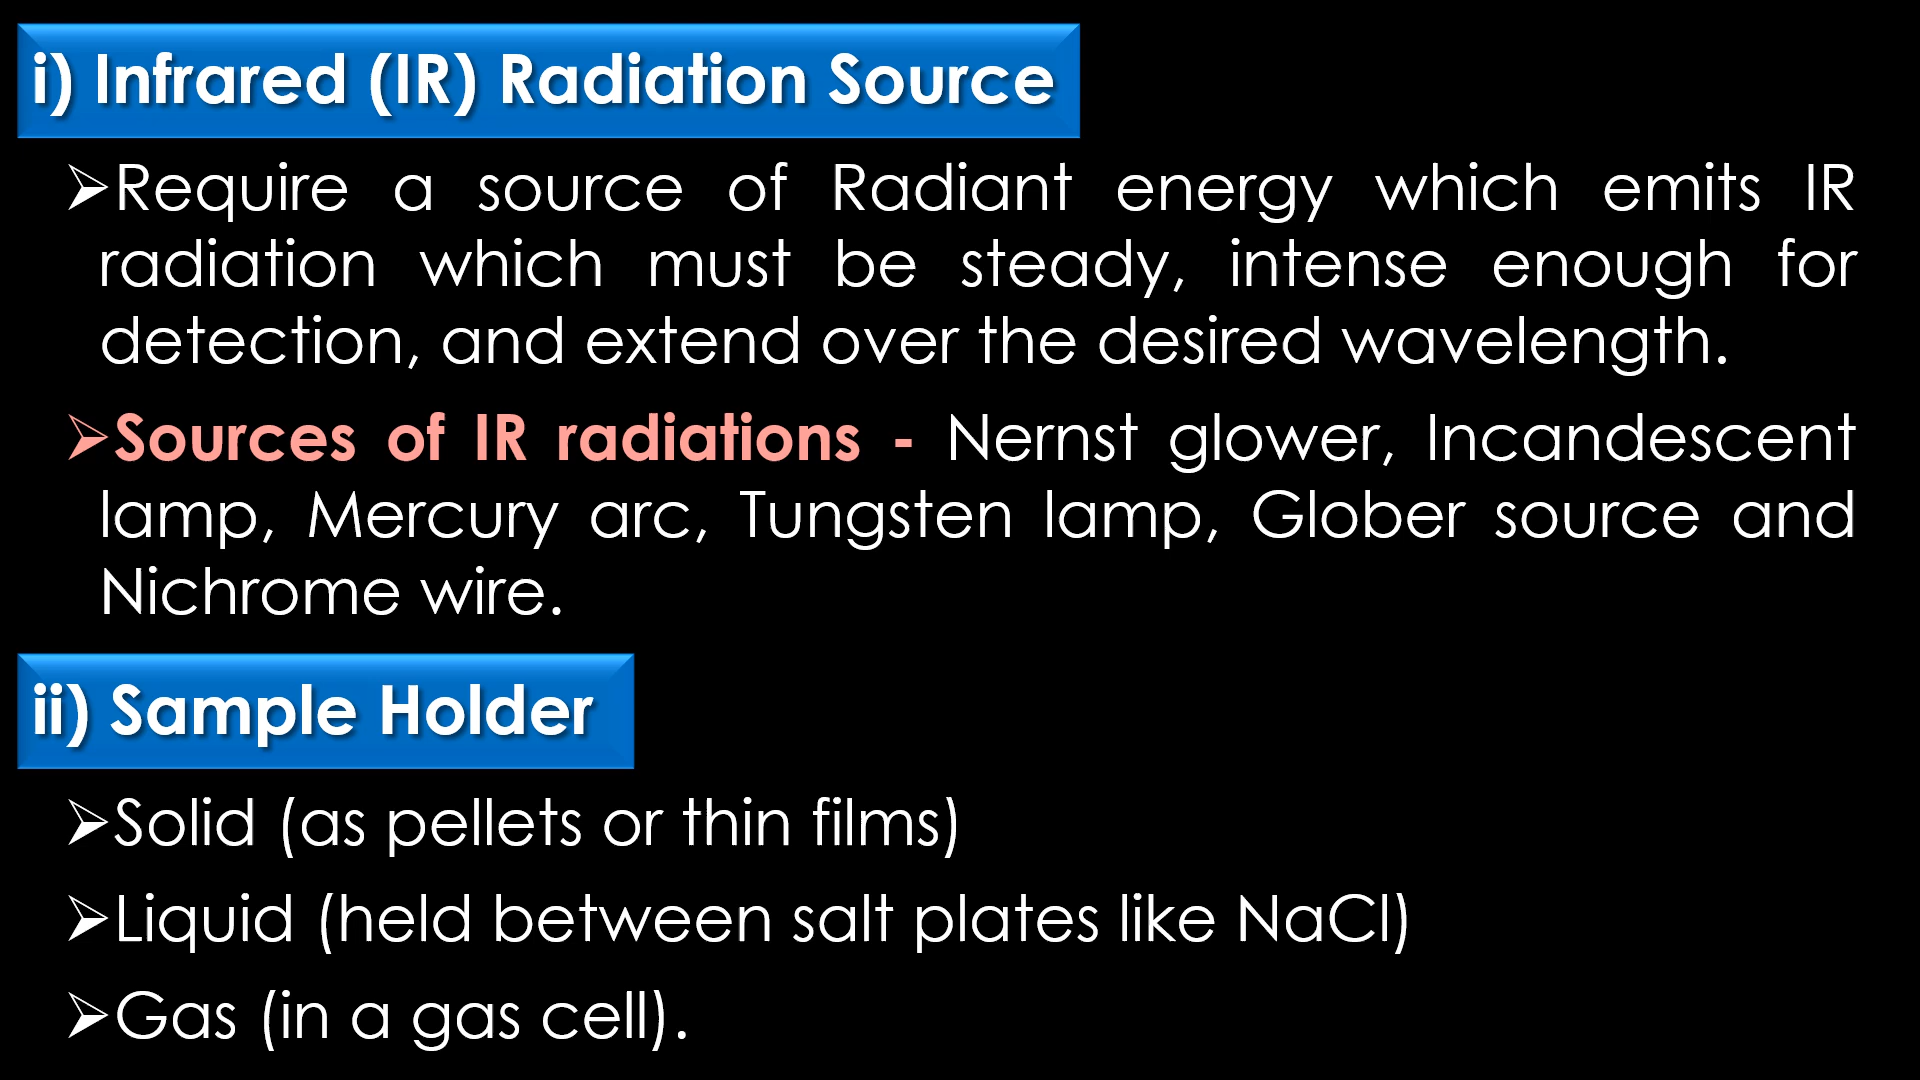 i) Infrared (IR) Radiation Source
➢Require a source of Radiant energy which emits IR
radiation which must be steady, intense enough for
detection, and extend over the desired wavelength.
➢Sources of IR radiations - Nernst glower, Incandescent
lamp, Mercury arc, Tungsten lamp, Glober source and
Nichrome wire.
ii) Sample Holder
➢Solid (as pellets or thin films)
➢Liquid (held between salt plates like NaCl)
➢Gas (in a gas cell).